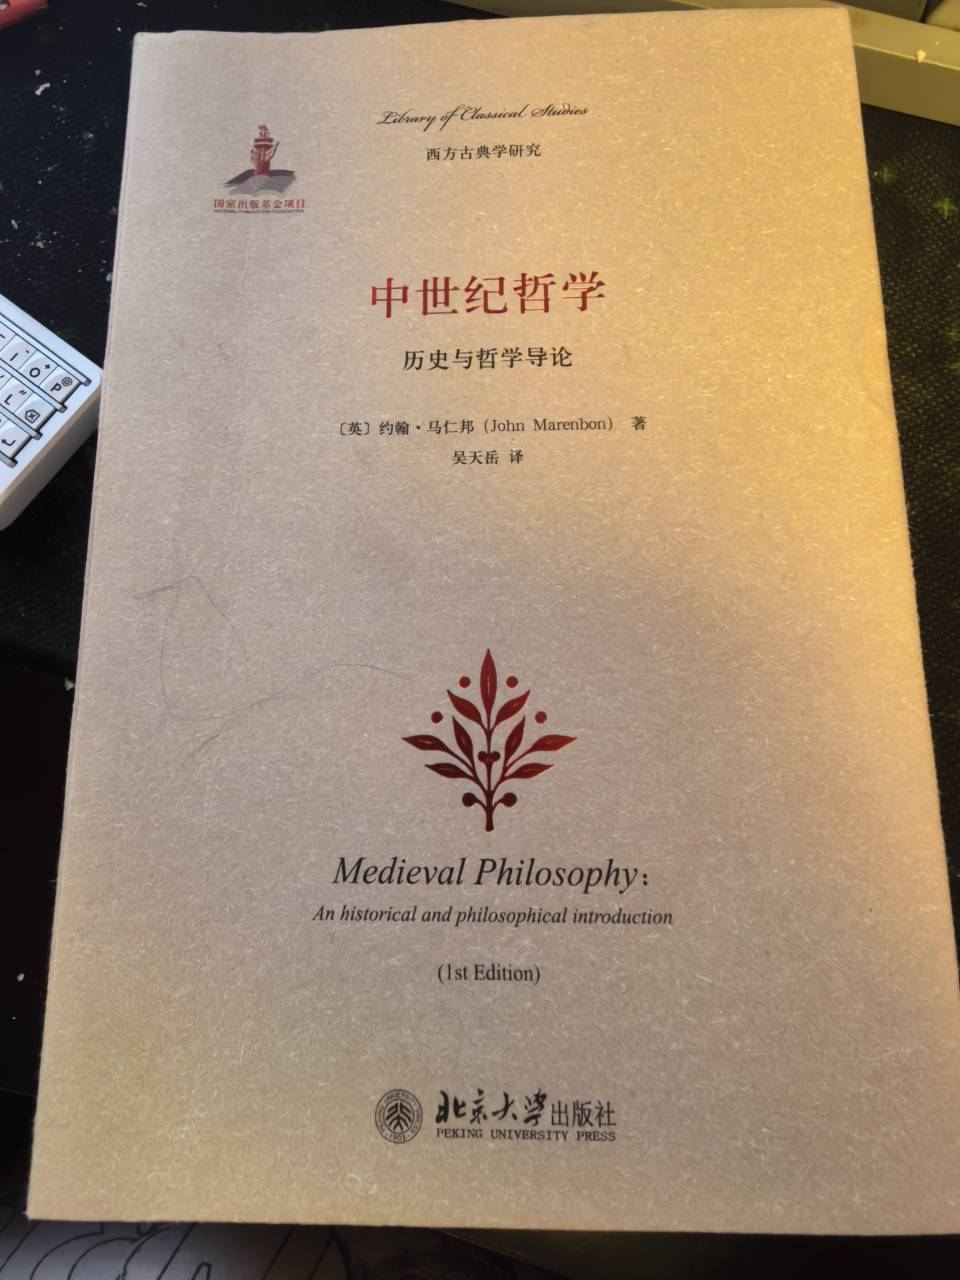 Library of Classical Studies
西方古典学研究
国家出版基金项目
NATIONAL PUBLICATION FOUNDATION
中世纪哲学
历史与哲学导论
〔英〕约翰·马仁邦（John Marenbon） 著
吴天岳 译
Medieval Philosophy:
An historical and philosophical introduction
(1st Edition)
北京大学出版社
PEKING UNIVERSITY PRESS
I
O
P
@
L